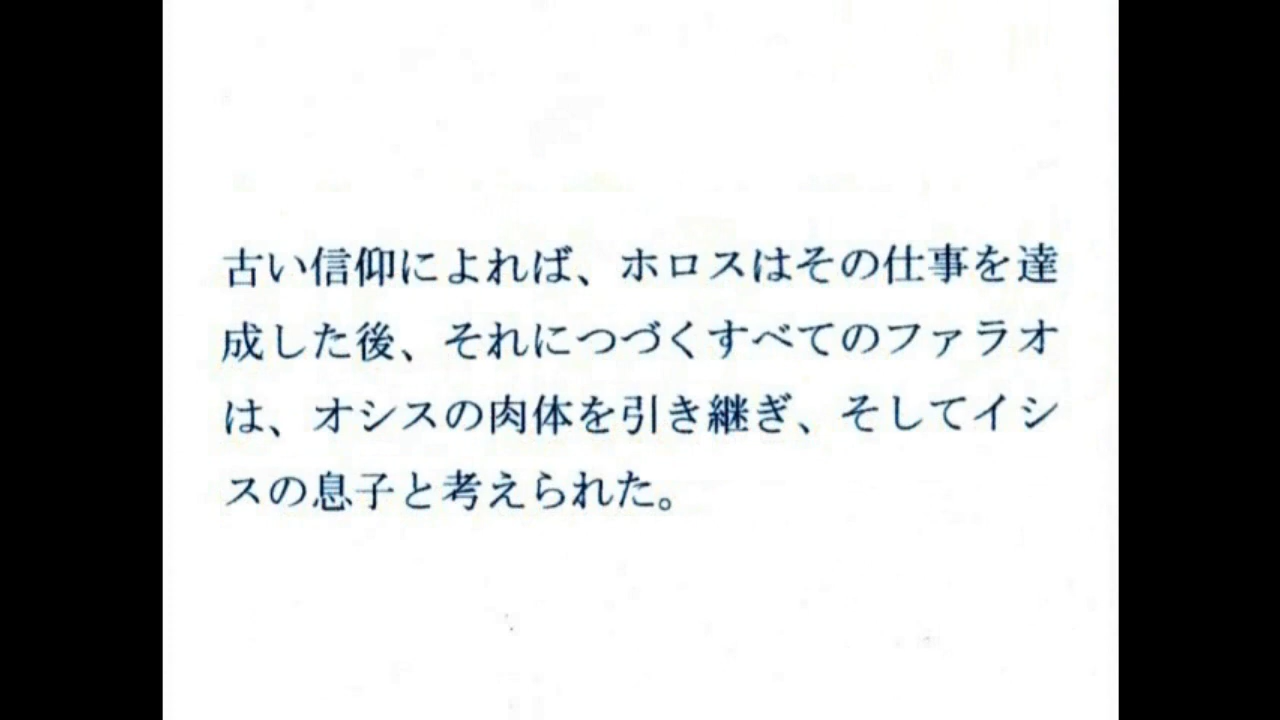 古い信仰によれば、ホロスはその仕事を達
成した後、それにつづくすべてのファラオ
は、オシスの肉体を引き継ぎ、そしてイシ
スの息子と考えられた。